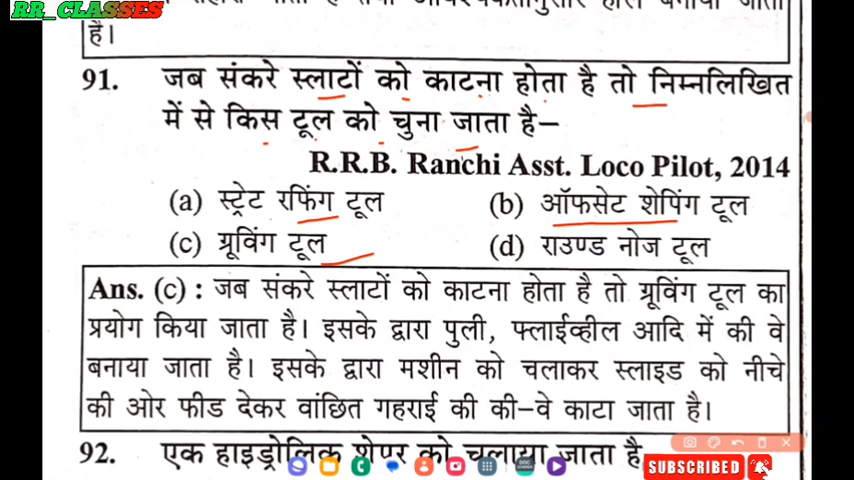 RR_CLASSES
है।
91. जब संकरे स्लाटों को काटना होता है तो निम्नलिखित
में से किस टूल को चुना जाता है–
R.R.B. Ranchi Asst. Loco Pilot, 2014
(a) स्ट्रेट रफिंग टूल (b) ऑफसेट शेपिंग टूल
(c) ग्रूविंग टूल (d) राउण्ड नोज टूल
Ans. (c) : जब संकरे स्लाटों को काटना होता है तो ग्रूविंग टूल का
प्रयोग किया जाता है। इसके द्वारा पुली, फ्लाईव्हील आदि में की वे
बनाया जाता है। इसके द्वारा मशीन को चलाकर स्लाइड को नीचे
की ओर फीड देकर वांछित गहराई की की–वे काटा जाता है।
92. एक हाइड्रोलिक शेपर को चलाया जाता है
SUBSCRIBED